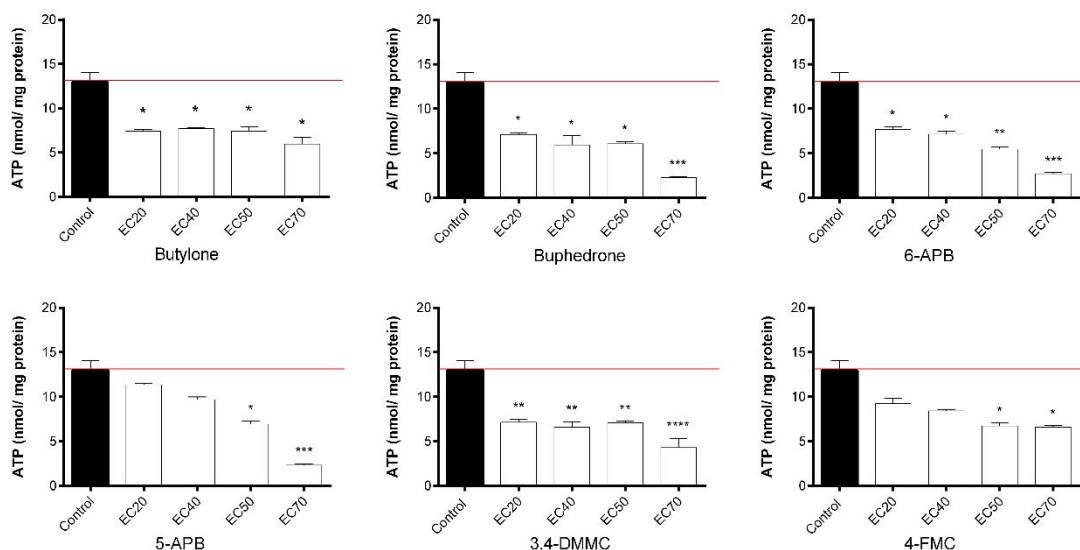 ATP (nmol/ mg protein)
20
15
10
5
0
*
*
*
*
Control
EC20
EC40
EC50
EC70
Butylone
ATP (nmol/ mg protein)
20
15
10
5
0
*
*
*
***
Control
EC20
EC40
EC50
EC70
Buphedrone
ATP (nmol/ mg protein)
20
15
10
5
0
*
*
**
***
Control
EC20
EC40
EC50
EC70
6-APB
ATP (nmol/ mg protein)
20
15
10
5
0
*
***
Control
EC20
EC40
EC50
EC70
5-APB
ATP (nmol/ mg protein)
20
15
10
5
0
**
**
**
****
Control
EC20
EC40
EC50
EC70
3.4-DMMC
ATP (nmol/ mg protein)
20
15
10
5
0
*
*
Control
EC20
EC40
EC50
EC70
4-FMC